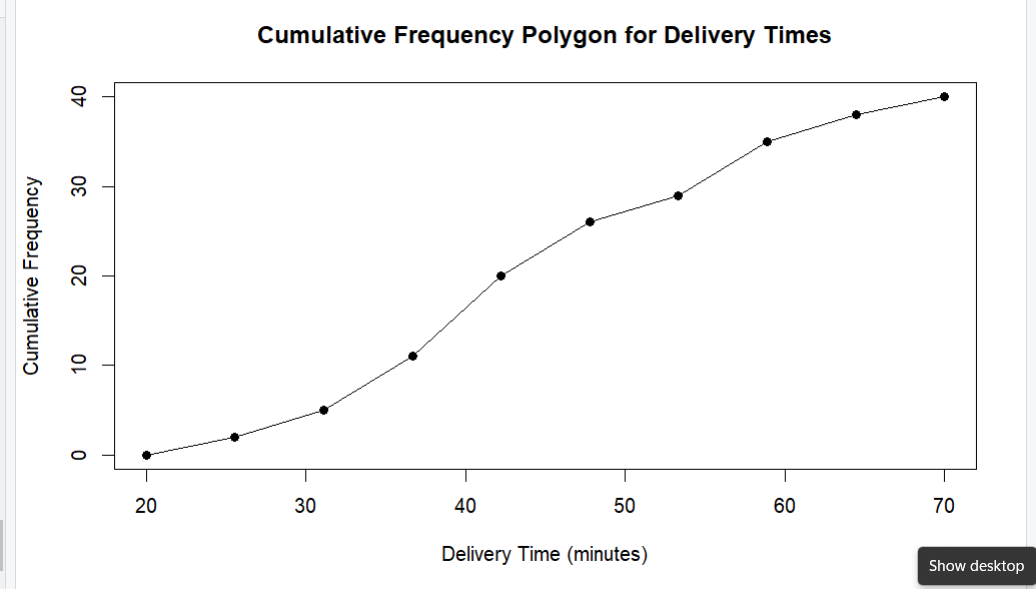 Cumulative Frequency Polygon for Delivery Times
40
30
20
10
0
Cumulative Frequency
20 30 40 50 60 70
Delivery Time (minutes)
Show desktop